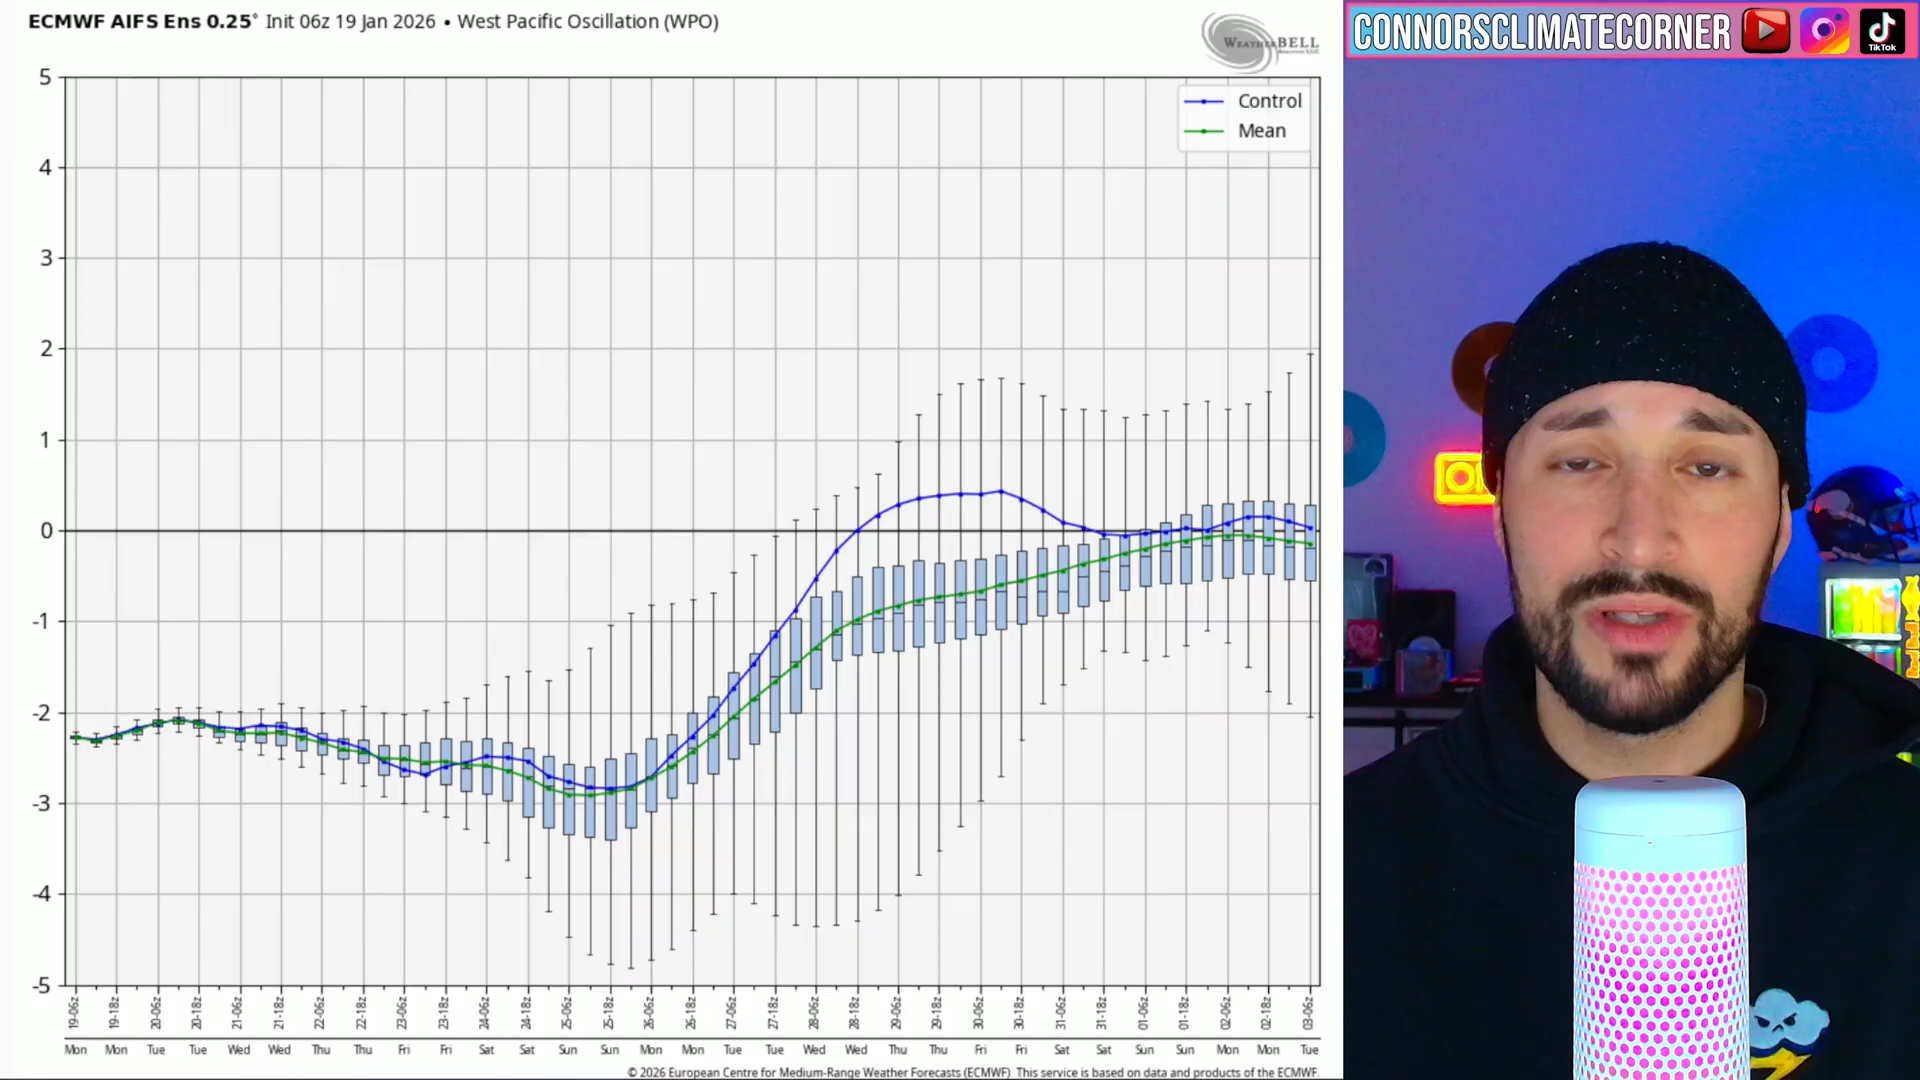 ECMWF AIFS Ens 0.25° Init 06z 19 Jan 2026 • West Pacific Oscillation (WPO)
WEATHERBELL
CONNORSCLIMATECORNER
TikTok
Control
Mean
5
4
3
2
1
0
-1
-2
-3
-4
-5
19-06z 19-18z 20-06z 20-18z 21-06z 21-18z 22-06z 22-18z 23-06z 23-18z 24-06z 24-18z 25-06z 25-18z 26-06z 26-18z 27-06z 27-18z 28-06z 28-18z 29-06z 29-18z 30-06z 30-18z 31-06z 31-18z 01-06z 01-18z 02-06z 02-18z 03-06z
Mon Mon Tue Tue Wed Wed Thu Thu Fri Fri Sat Sat Sun Sun Mon Mon Tue Tue Wed Wed Thu Thu Fri Fri Sat Sat Sun Sun Mon Mon Tue
© 2026 European Centre for Medium-Range Weather Forecasts (ECMWF). This service is based on data and products of the ECMWF.